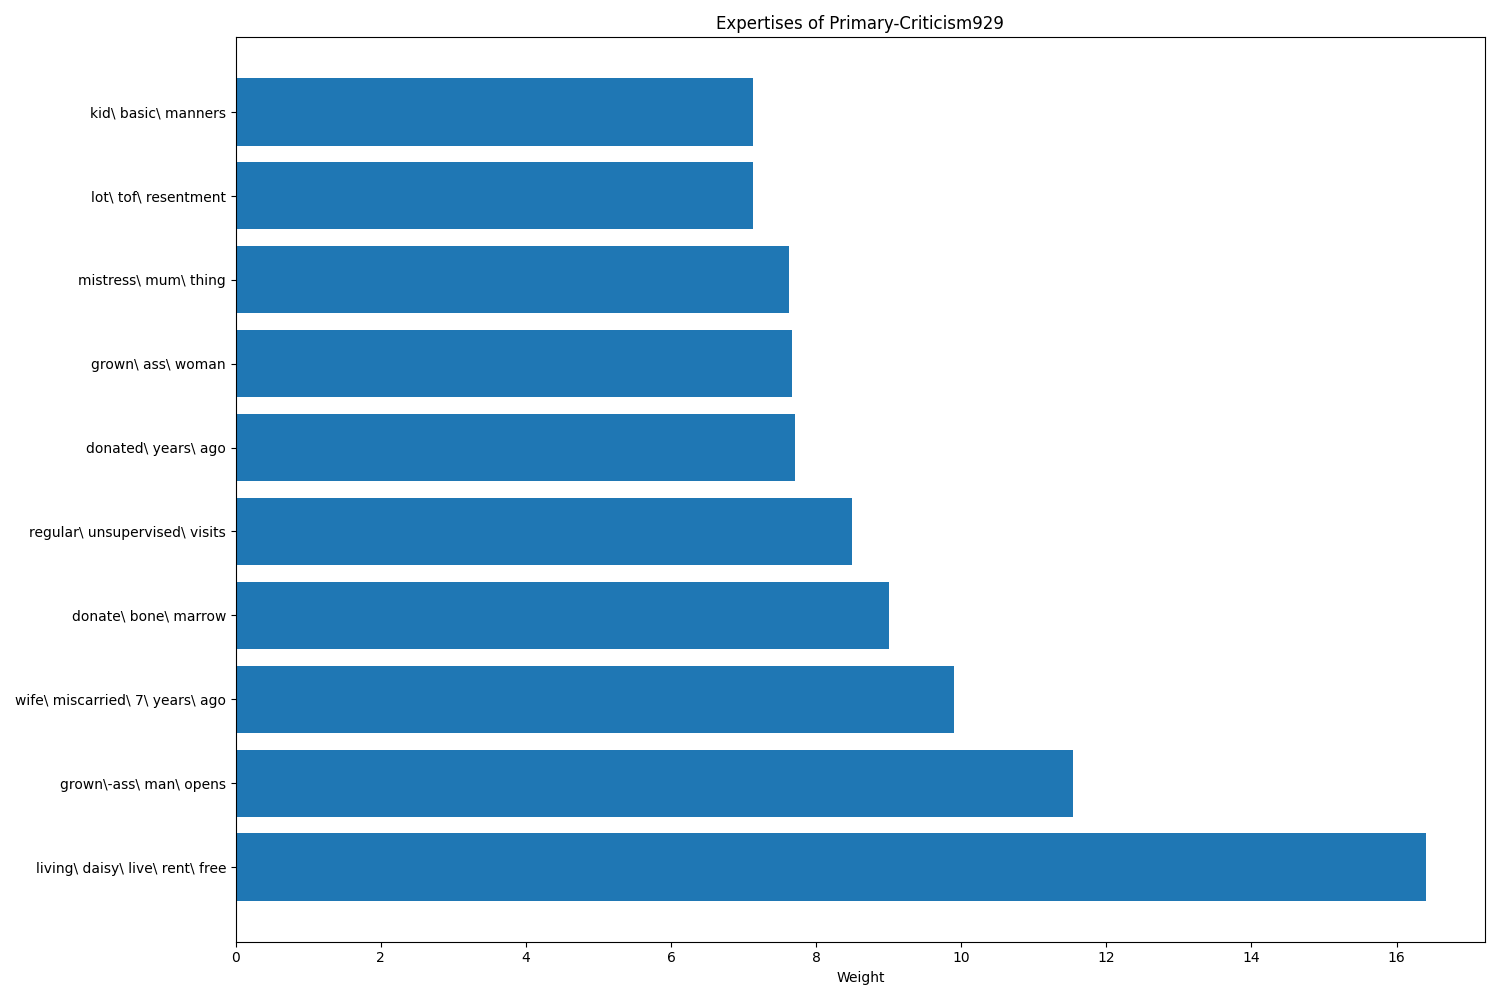 Expertises of Primary-Criticism929
kid\ basic\ manners
lot\ tof\ resentment
mistress\ mum\ thing
grown\ ass\ woman
donated\ years\ ago
regular\ unsupervised\ visits
donate\ bone\ marrow
wife\ miscarried\ 7\ years\ ago
grown\-ass\ man\ opens
living\ daisy\ live\ rent\ free
0 2 4 6 8 10 12 14 16
Weight